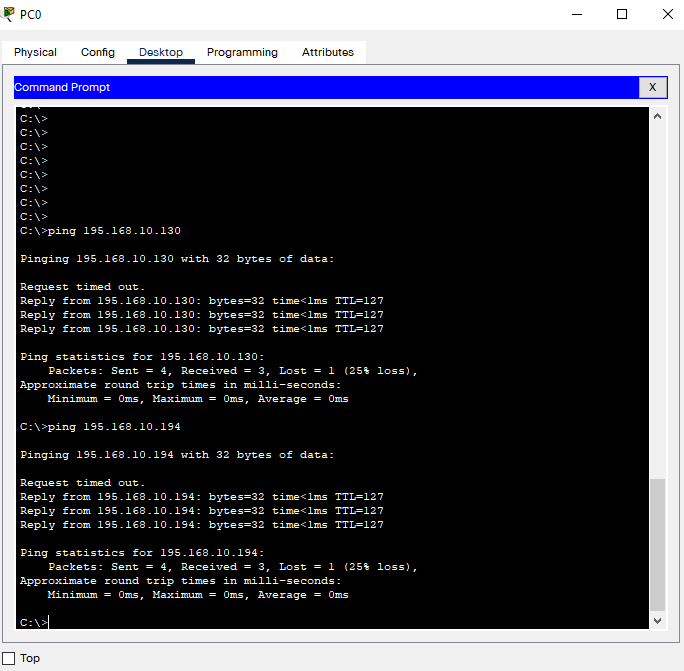 PC0
Physical Config Desktop Programming Attributes
Command Prompt X
C:\>
C:\>
C:\>
C:\>
C:\>
C:\>
C:\>
C:\>
C:\>ping 195.168.10.130
Pinging 195.168.10.130 with 32 bytes of data:
Request timed out.
Reply from 195.168.10.130: bytes=32 time<1ms TTL=127
Reply from 195.168.10.130: bytes=32 time<1ms TTL=127
Reply from 195.168.10.130: bytes=32 time<1ms TTL=127
Ping statistics for 195.168.10.130:
Packets: Sent = 4, Received = 3, Lost = 1 (25% loss),
Approximate round trip times in milli-seconds:
Minimum = 0ms, Maximum = 0ms, Average = 0ms
C:\>ping 195.168.10.194
Pinging 195.168.10.194 with 32 bytes of data:
Request timed out.
Reply from 195.168.10.194: bytes=32 time<1ms TTL=127
Reply from 195.168.10.194: bytes=32 time<1ms TTL=127
Reply from 195.168.10.194: bytes=32 time<1ms TTL=127
Ping statistics for 195.168.10.194:
Packets: Sent = 4, Received = 3, Lost = 1 (25% loss),
Approximate round trip times in milli-seconds:
Minimum = 0ms, Maximum = 0ms, Average = 0ms
C:\>
Top